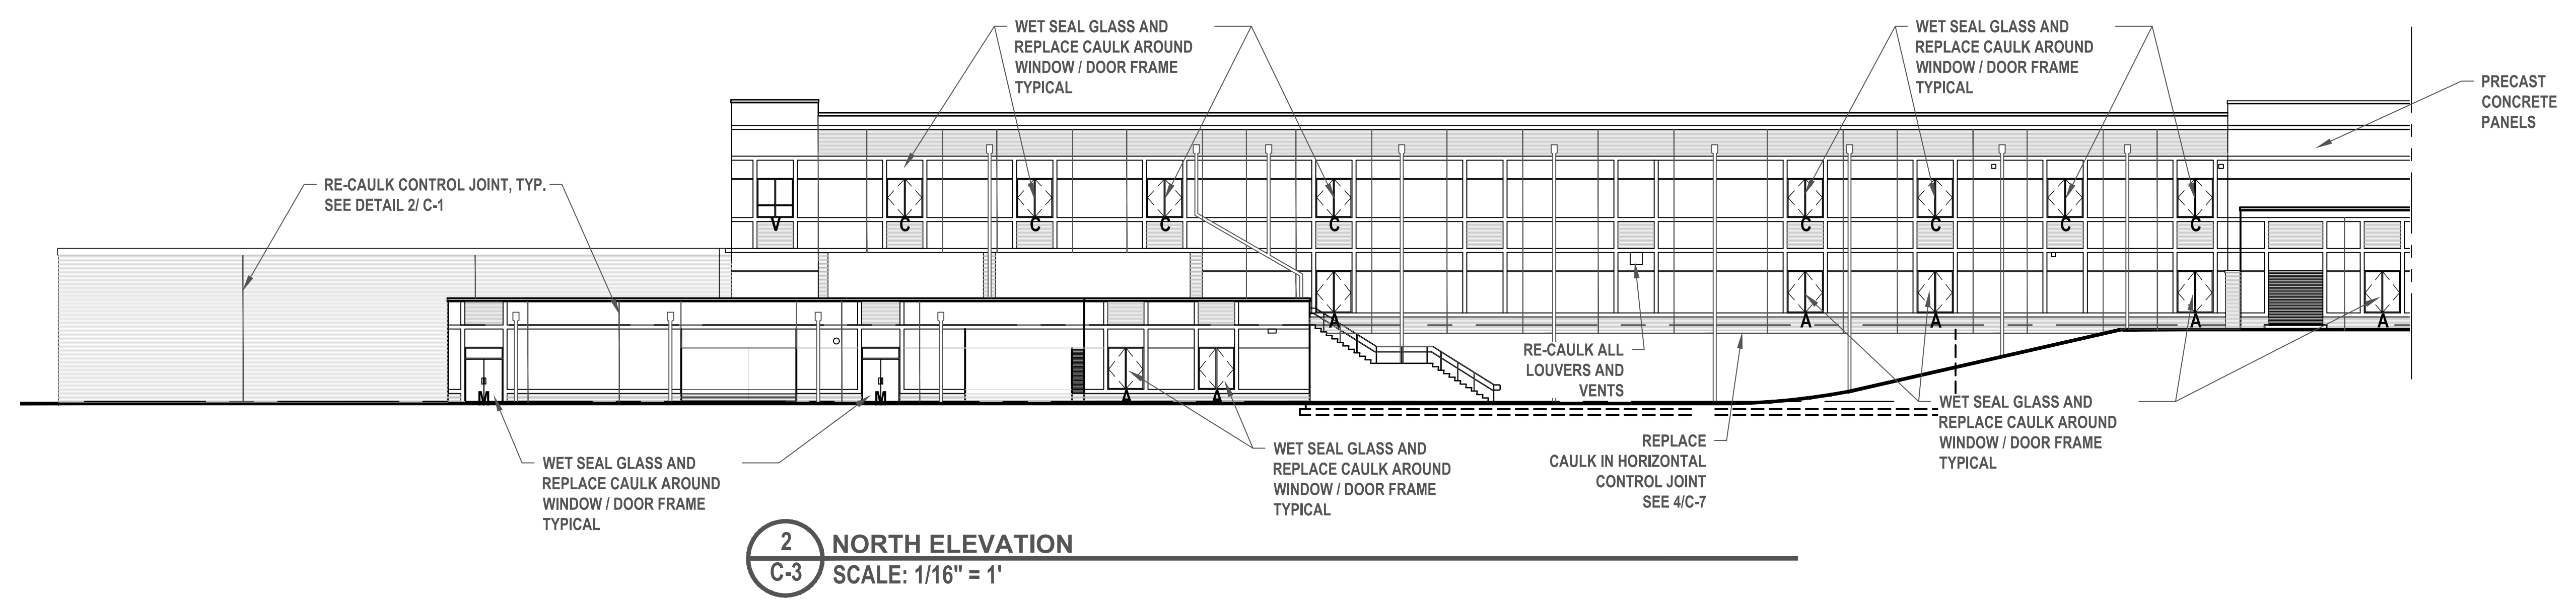 WET SEAL GLASS AND
REPLACE CAULK AROUND
WINDOW / DOOR FRAME
TYPICAL
WET SEAL GLASS AND
REPLACE CAULK AROUND
WINDOW / DOOR FRAME
TYPICAL
PRECAST
CONCRETE
PANELS
RE-CAULK CONTROL JOINT, TYP.
SEE DETAIL 2/ C-1
V C C C C C C C C
A A A A A
RE-CAULK ALL
LOUVERS AND
VENTS
M M A A
WET SEAL GLASS AND
REPLACE CAULK AROUND
WINDOW / DOOR FRAME
TYPICAL
WET SEAL GLASS AND
REPLACE CAULK AROUND
WINDOW / DOOR FRAME
TYPICAL
REPLACE
CAULK IN HORIZONTAL
CONTROL JOINT
SEE 4/C-7
WET SEAL GLASS AND
REPLACE CAULK AROUND
WINDOW / DOOR FRAME
TYPICAL
2
C-3
NORTH ELEVATION
SCALE: 1/16" = 1'